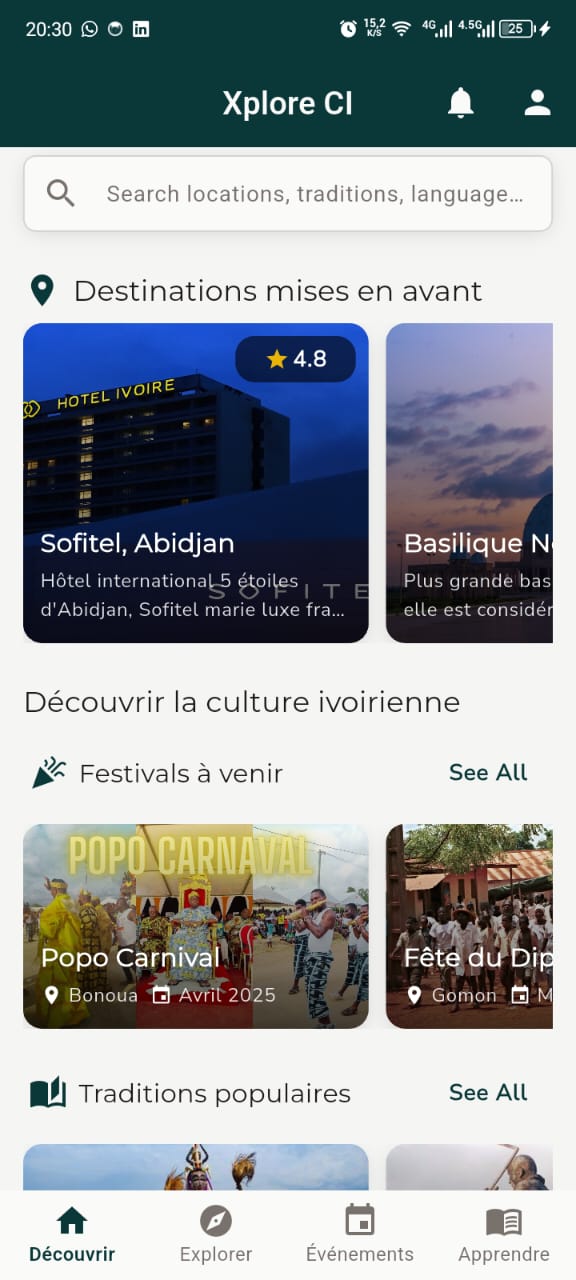 20:30
15,2
K/S
4G
4.5G
25
Xplore CI
Search locations, traditions, language…
Destinations mises en avant
4.8
HOTEL IVOIRE
Sofitel, Abidjan
Hôtel international 5 étoiles
d'Abidjan, Sofitel marie luxe fra…
SOFITE
Basilique N
Plus grande bas
elle est considér
Découvrir la culture ivoirienne
Festivals à venir
See All
POPO CARNAVAL
Popo Carnival
Bonoua
Avril 2025
Fête du Dip
Gomon
M
Traditions populaires
See All
Découvrir
Explorer
Événements
Apprendre